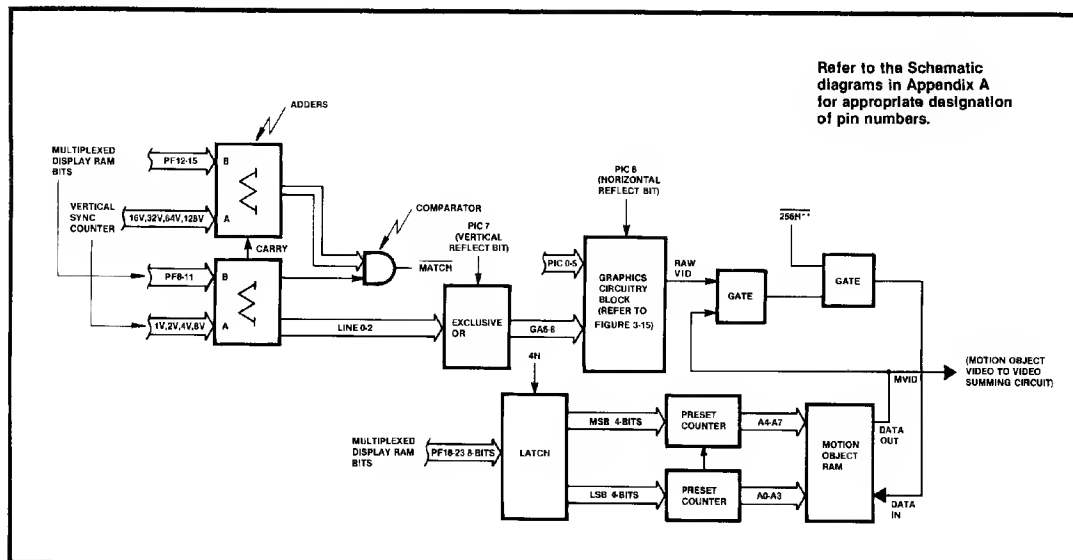 Refer to the Schematic
diagrams in Appendix A
for appropriate designation
of pin numbers.
ADDERS
MULTIPLEXED
DISPLAY RAM
BITS
PF12-15
B
VERTICAL
SYNC
COUNTER
16V,32V,64V,128V
A
CARRY
COMPARATOR
MATCH
PF8-11
B
1V,2V,4V,8V
A
LINE 0-2
PIC 7
(VERTICAL
REFLECT BIT)
EXCLUSIVE
OR
GA6-8
PIC 6
(HORIZONTAL
REFLECT BIT)
PIC 0-5
GRAPHICS
CIRCUITRY
BLOCK
(REFER TO
FIGURE 3-15)
RAW
VID
GATE
256H**
GATE
(MOTION OBJECT
VIDEO TO VIDEO
SUMMING CIRCUIT)
MVID
4H
MULTIPLEXED
DISPLAY RAM
BITS
PF16-23 8-BITS
LATCH
MSB 4-BITS
PRESET
COUNTER
A4-A7
MOTION
OBJECT
RAM
DATA
OUT
LSB 4-BITS
PRESET
COUNTER
A0-A3
DATA
IN